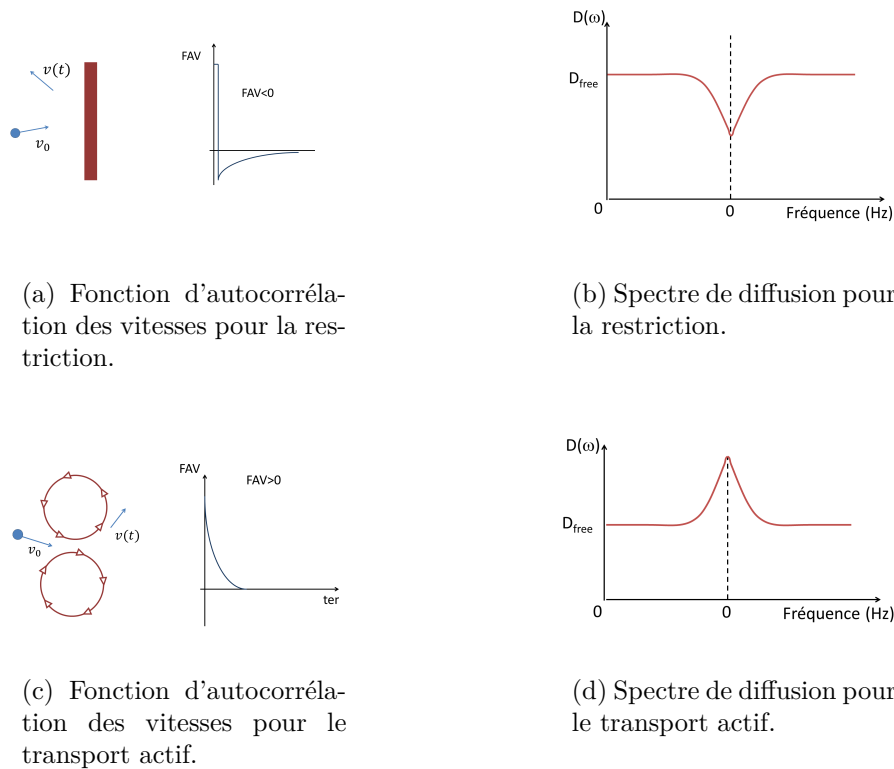 FAV
v(t)
FAV<0
v₀
D(ω)
D_free
0
0
Fréquence (Hz)
(a) Fonction d'autocorréla-
tion des vitesses pour la res-
triction.
(b) Spectre de diffusion pour
la restriction.
FAV
FAV>0
v₀
v(t)
ter
D(ω)
D_free
0
0
Fréquence (Hz)
(c) Fonction d'autocorréla-
tion des vitesses pour le
transport actif.
(d) Spectre de diffusion pour
le transport actif.